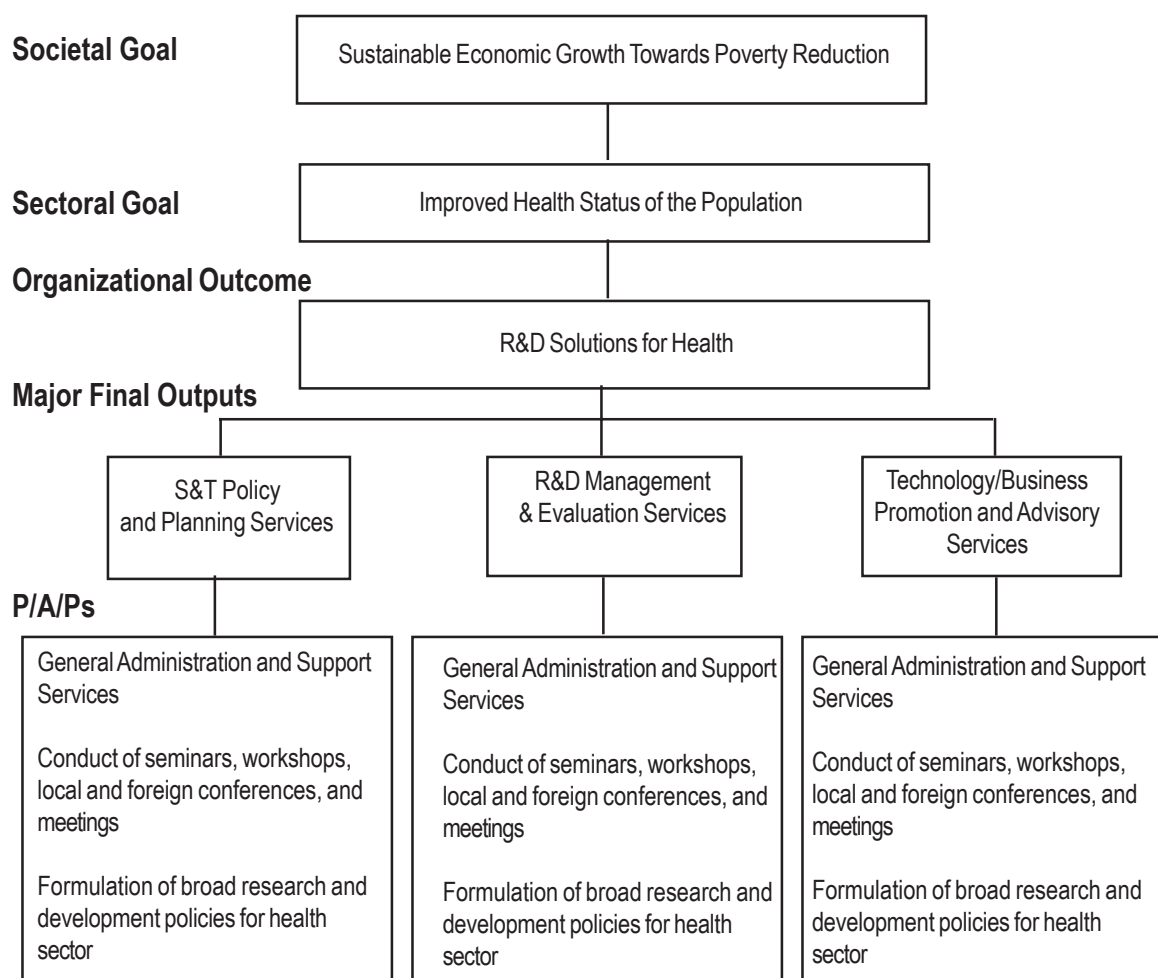 Societal Goal
Sustainable Economic Growth Towards Poverty Reduction
Sectoral Goal
Improved Health Status of the Population
Organizational Outcome
R&D Solutions for Health
Major Final Outputs
S&T Policy
and Planning Services
R&D Management
& Evaluation Services
Technology/Business
Promotion and Advisory
Services
P/A/Ps
General Administration and Support
Services
Conduct of seminars, workshops,
local and foreign conferences, and
meetings
Formulation of broad research and
development policies for health
sector
General Administration and Support
Services
Conduct of seminars, workshops,
local and foreign conferences, and
meetings
Formulation of broad research and
development policies for health
sector
General Administration and Support
Services
Conduct of seminars, workshops,
local and foreign conferences, and
meetings
Formulation of broad research and
development policies for health
sector